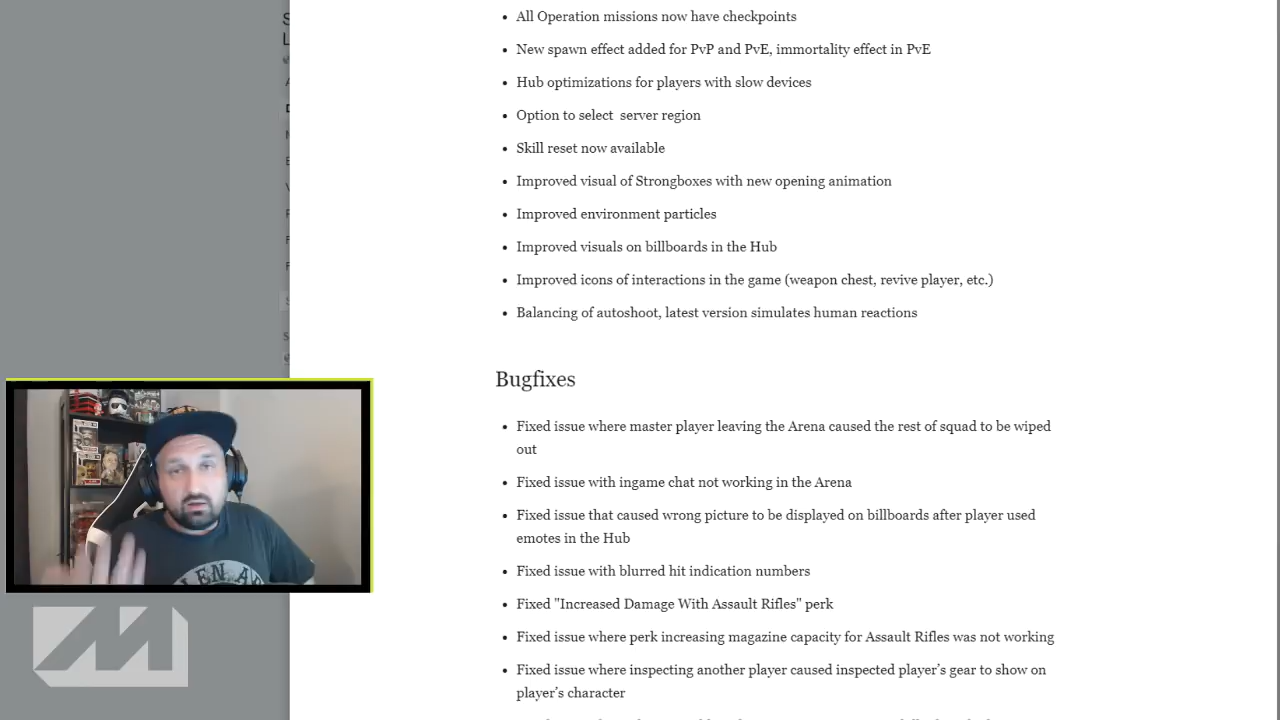 All Operation missions now have checkpoints
New spawn effect added for PvP and PvE, immortality effect in PvE
Hub optimizations for players with slow devices
Option to select server region
Skill reset now available
Improved visual of Strongboxes with new opening animation
Improved environment particles
Improved visuals on billboards in the Hub
Improved icons of interactions in the game (weapon chest, revive player, etc.)
Balancing of autoshoot, latest version simulates human reactions
Bugfixes
Fixed issue where master player leaving the Arena caused the rest of squad to be wiped
out
Fixed issue with ingame chat not working in the Arena
Fixed issue that caused wrong picture to be displayed on billboards after player used
emotes in the Hub
Fixed issue with blurred hit indication numbers
Fixed "Increased Damage With Assault Rifles" perk
Fixed issue where perk increasing magazine capacity for Assault Rifles was not working
Fixed issue where inspecting another player caused inspected player’s gear to show on
player’s character